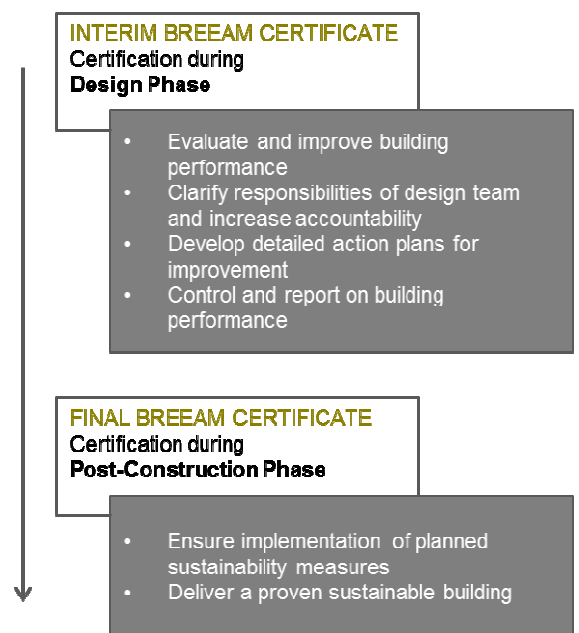 INTERIM BREEAM CERTIFICATE
Certification during
Design Phase
• Evaluate and improve building
performance
• Clarify responsibilities of design team
and increase accountability
• Develop detailed action plans for
improvement
• Control and report on building
performance
FINAL BREEAM CERTIFICATE
Certification during
Post-Construction Phase
• Ensure implementation of planned
sustainability measures
• Deliver a proven sustainable building